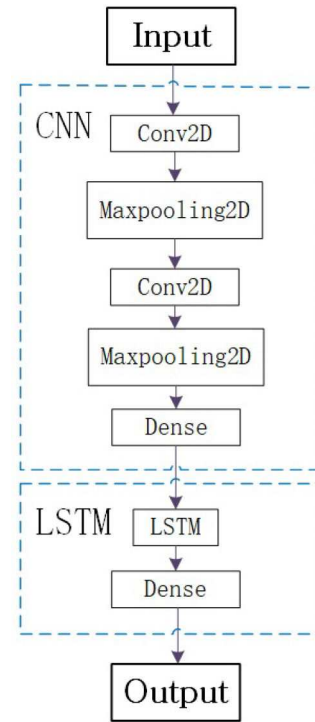 Input
CNN
Conv2D
Maxpooling2D
Conv2D
Maxpooling2D
Dense
LSTM
LSTM
Dense
Output